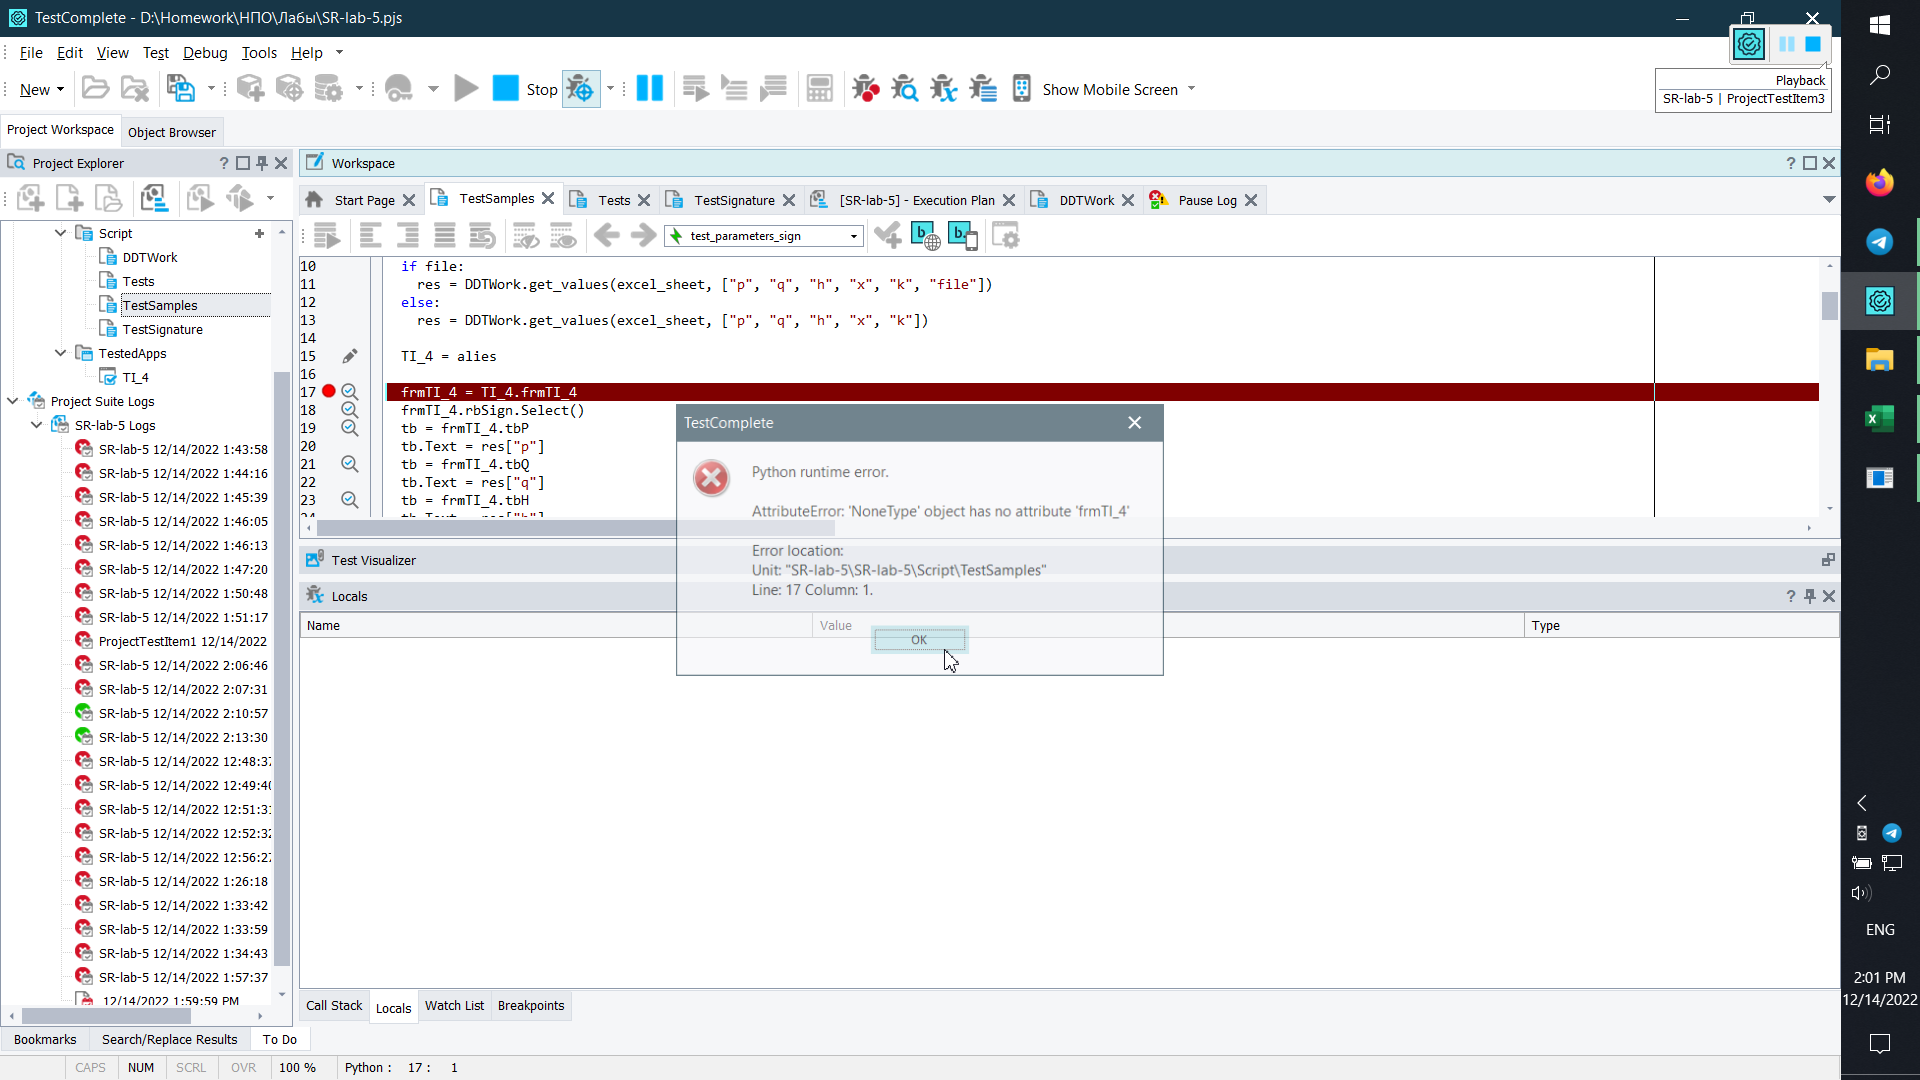 TestComplete - D:\Homework\НПО\Лабы\SR-lab-5.pjs
File Edit View Test Debug Tools Help
New
Stop
Show Mobile Screen
Playback
SR-lab-5 | ProjectTestItem3
Project Workspace
Object Browser
Project Explorer
Workspace
Start Page
TestSamples
Tests
TestSignature
[SR-lab-5] - Execution Plan
DDTWork
Pause Log
test_parameters_sign
Script
DDTWork
Tests
TestSamples
TestSignature
TestedApps
TI_4
Project Suite Logs
SR-lab-5 Logs
SR-lab-5 12/14/2022 1:43:58
SR-lab-5 12/14/2022 1:44:16
SR-lab-5 12/14/2022 1:45:39
SR-lab-5 12/14/2022 1:46:05
SR-lab-5 12/14/2022 1:46:13
SR-lab-5 12/14/2022 1:47:20
SR-lab-5 12/14/2022 1:50:48
SR-lab-5 12/14/2022 1:51:17
ProjectTestItem1 12/14/2022
SR-lab-5 12/14/2022 2:06:46
SR-lab-5 12/14/2022 2:07:31
SR-lab-5 12/14/2022 2:10:57
SR-lab-5 12/14/2022 2:13:30
SR-lab-5 12/14/2022 12:48:37
SR-lab-5 12/14/2022 12:49:40
SR-lab-5 12/14/2022 12:51:31
SR-lab-5 12/14/2022 12:52:32
SR-lab-5 12/14/2022 12:56:27
SR-lab-5 12/14/2022 1:26:18
SR-lab-5 12/14/2022 1:33:42
SR-lab-5 12/14/2022 1:33:59
SR-lab-5 12/14/2022 1:34:43
SR-lab-5 12/14/2022 1:57:37
12/14/2022 1:59:59 PM
10 if file:
11 res = DDTWork.get_values(excel_sheet, ["p", "q", "h", "x", "k", "file"])
12 else:
13 res = DDTWork.get_values(excel_sheet, ["p", "q", "h", "x", "k"])
14
15 TI_4 = alias
16
17 frmTI_4 = TI_4.frmTI_4
18 frmTI_4.rbSign.Select()
19 tb = frmTI_4.tbP
20 tb.Text = res["p"]
21 tb = frmTI_4.tbQ
22 tb.Text = res["q"]
23 tb = frmTI_4.tbH
24 tb.Text = res["h"]
TestComplete
Python runtime error.
AttributeError: 'NoneType' object has no attribute 'frmTI_4'
Error location:
Unit: "SR-lab-5\SR-lab-5\Script\TestSamples"
Line: 17 Column: 1.
OK
Test Visualizer
Locals
Name Value Type
Call Stack Locals Watch List Breakpoints
Bookmarks Search/Replace Results To Do
CAPS NUM SCRL OVR 100 % Python : 17 : 1
ENG
2:01 PM
12/14/2022